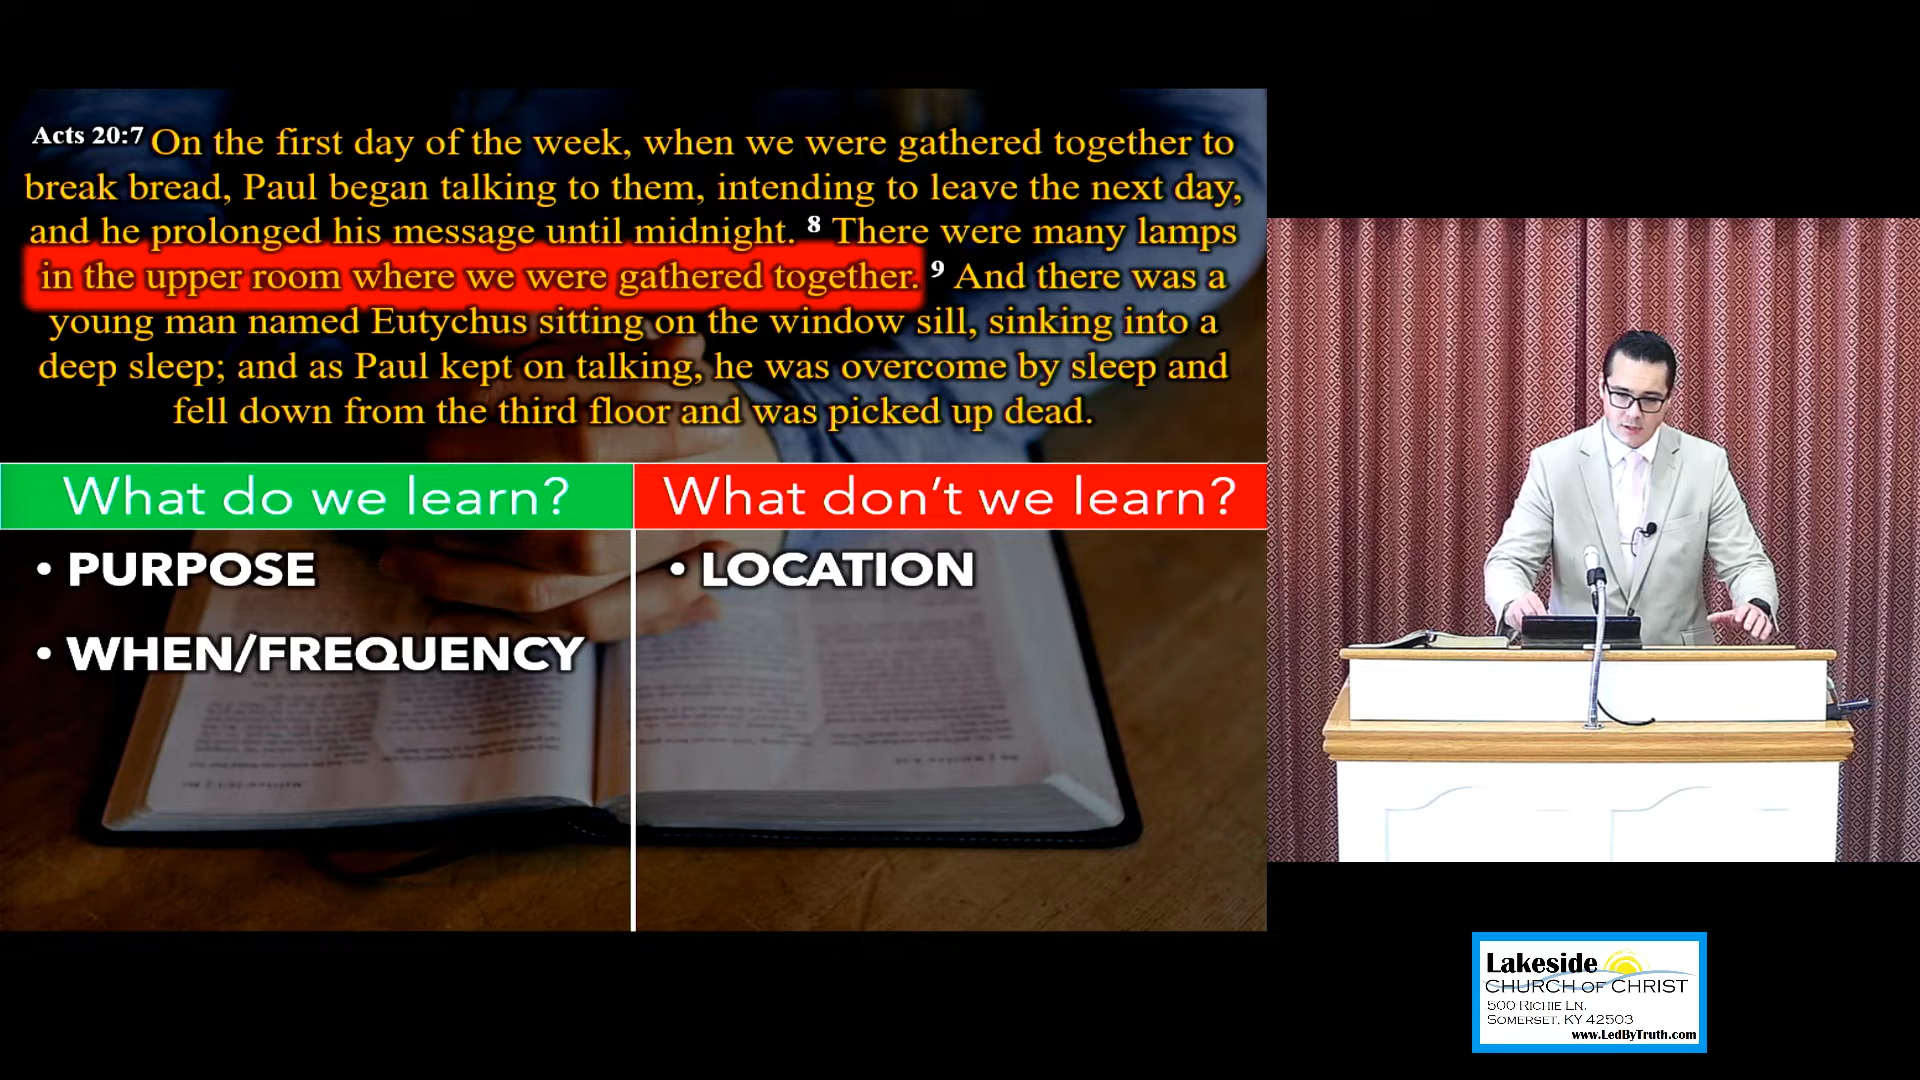 Acts 20:7 On the first day of the week, when we were gathered together to
break bread, Paul began talking to them, intending to leave the next day,
and he prolonged his message until midnight. 8 There were many lamps
in the upper room where we were gathered together. 9 And there was a
young man named Eutychus sitting on the window sill, sinking into a
deep sleep; and as Paul kept on talking, he was overcome by sleep and
fell down from the third floor and was picked up dead.
What do we learn?
• PURPOSE
• WHEN/FREQUENCY
What don't we learn?
• LOCATION
Lakeside
CHURCH OF CHRIST
500 RICHIE LN.
SOMERSET, KY 42503
www.LedByTruth.com